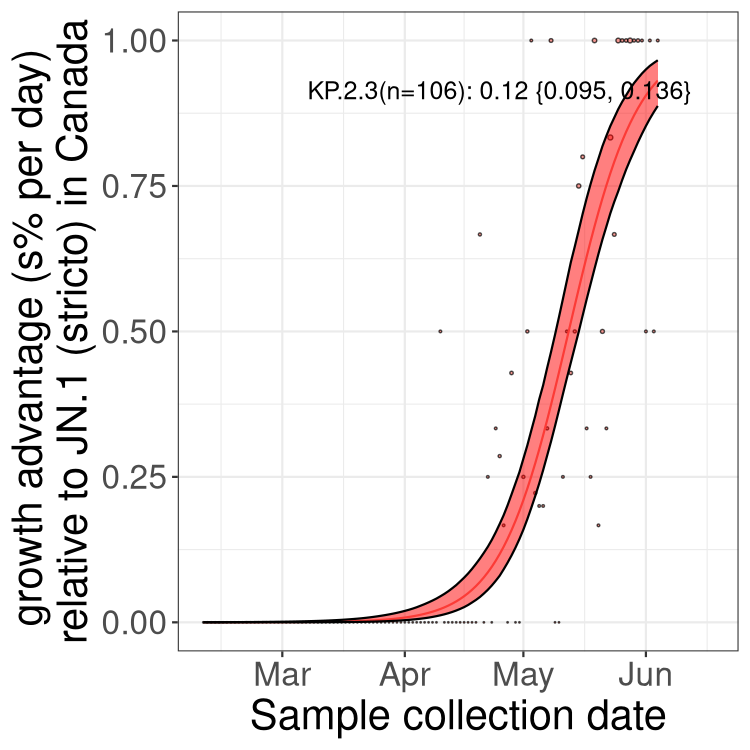 growth advantage (s% per day)
relative to JN.1 (stricto) in Canada
1.00
0.75
0.50
0.25
0.00
KP.2.3(n=106): 0.12 {0.095, 0.136}
Mar Apr May Jun
Sample collection date